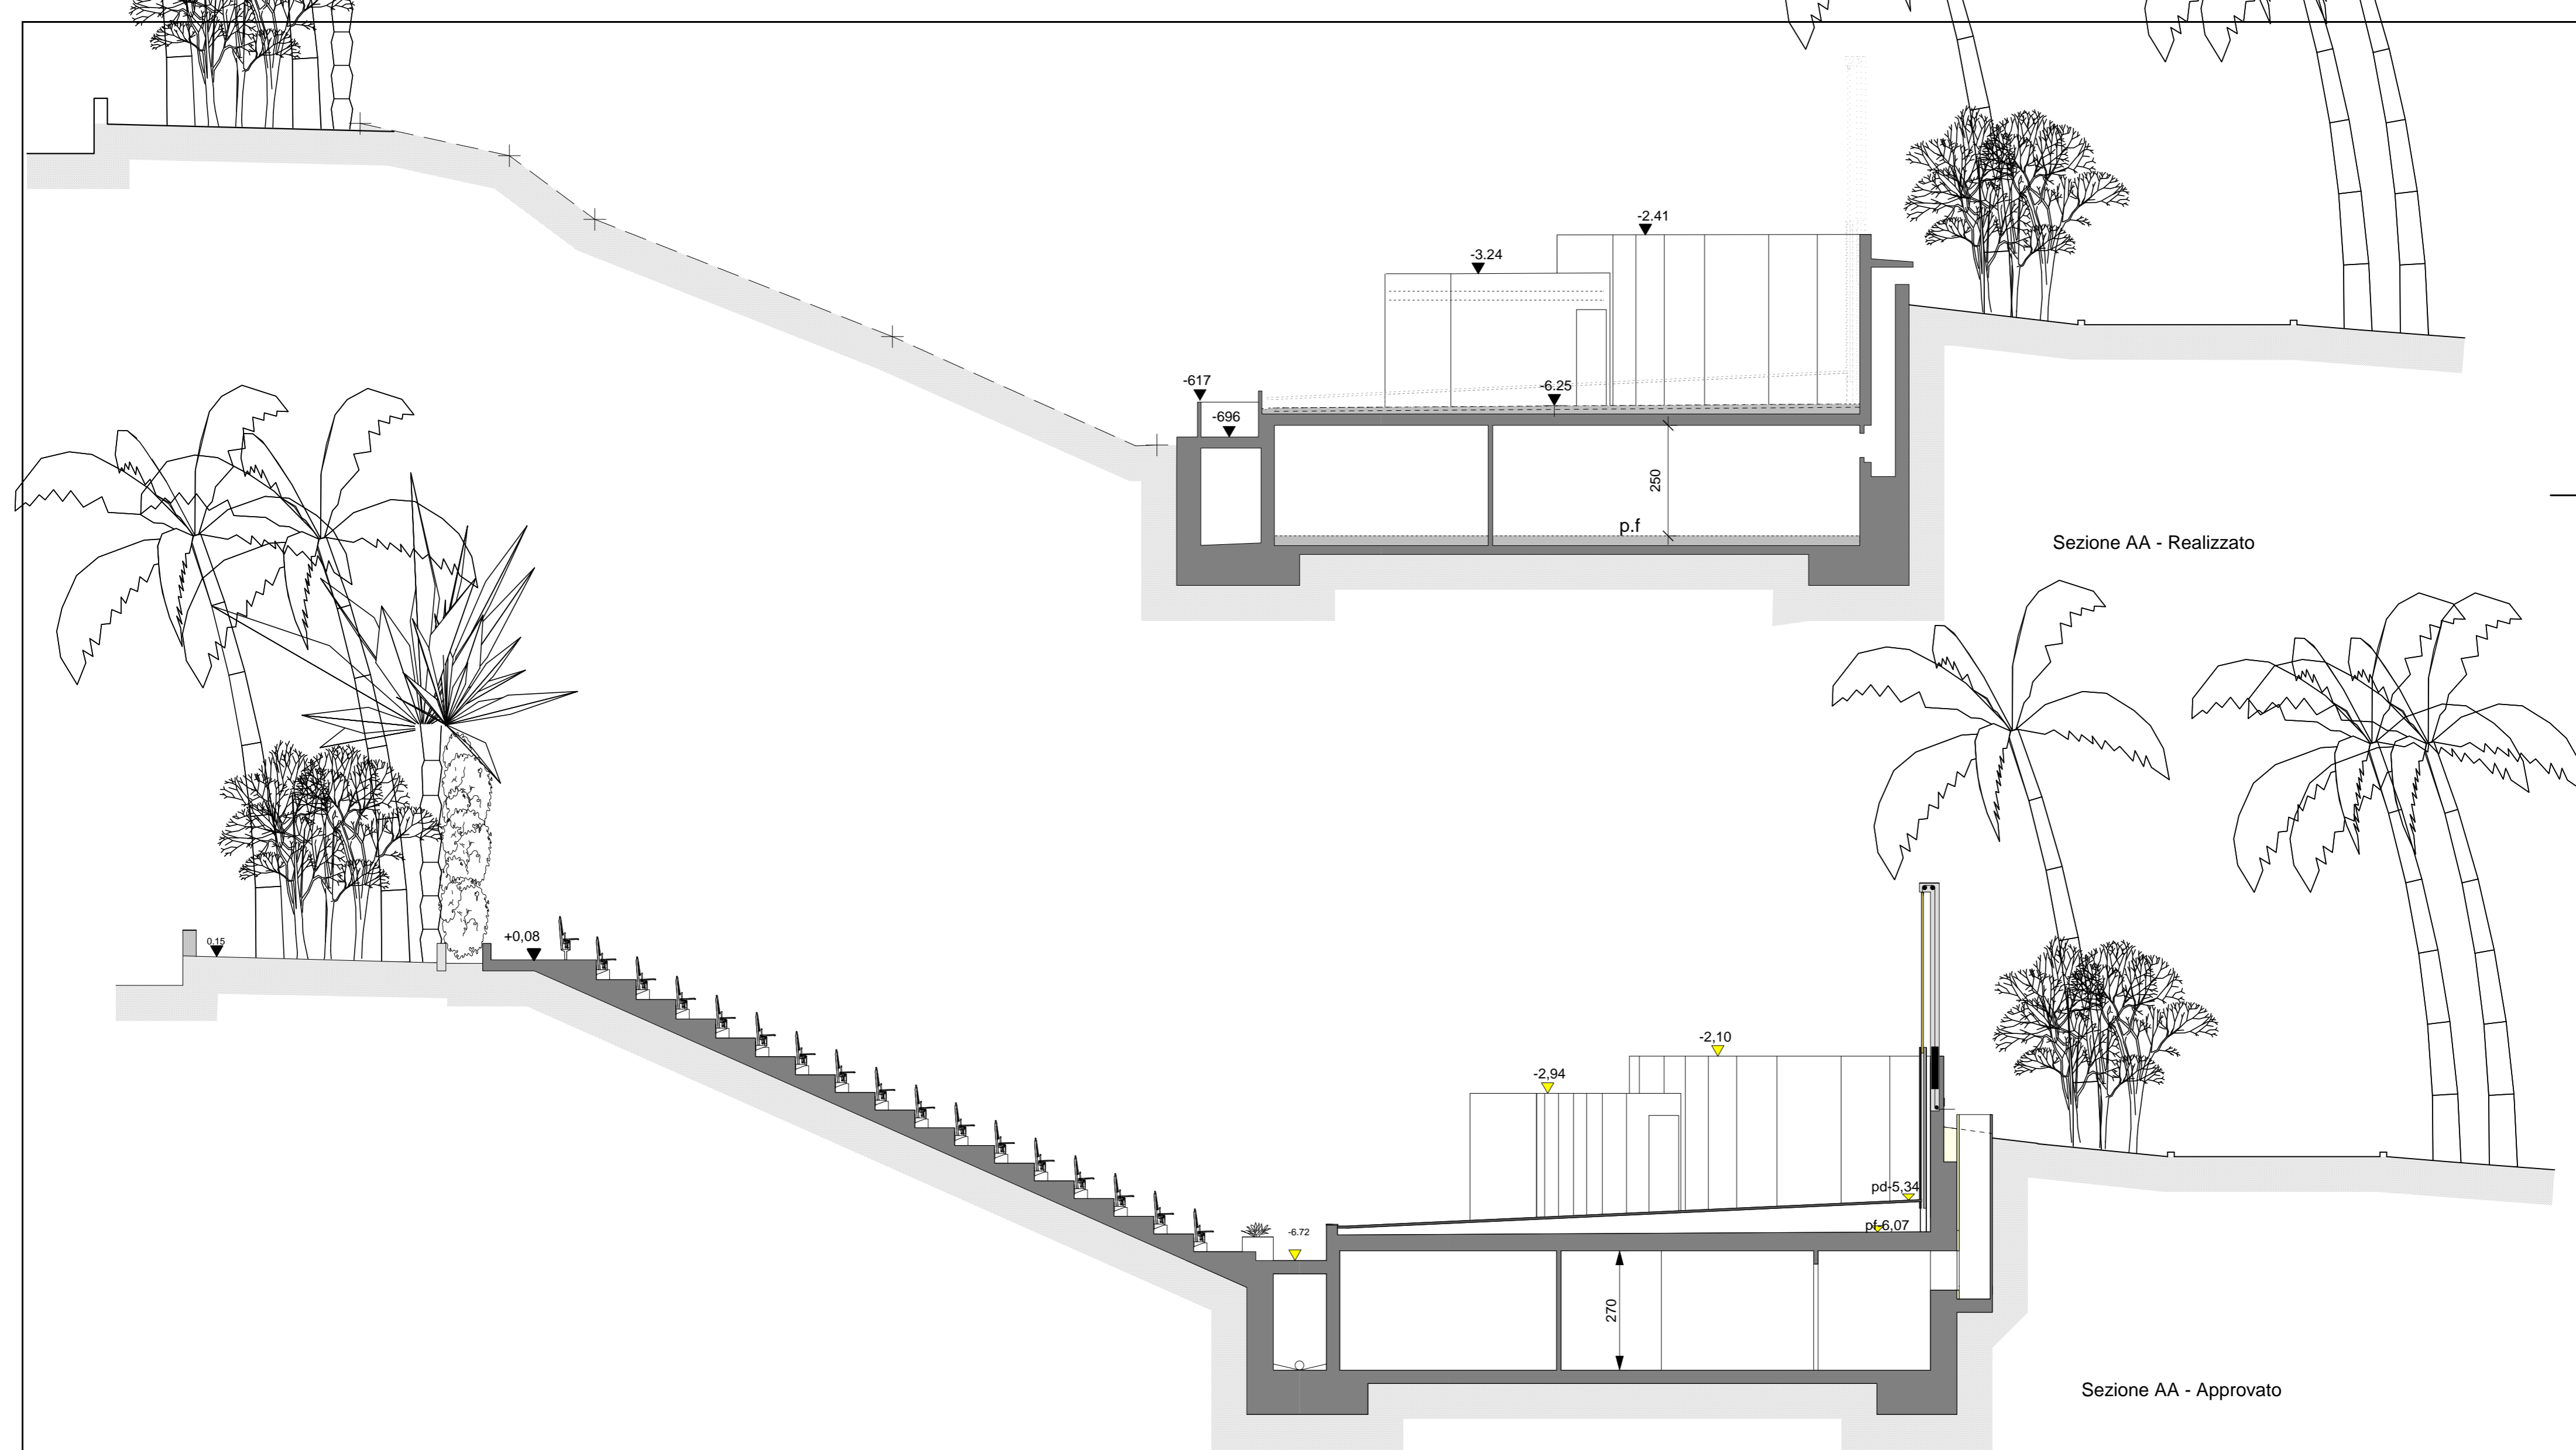 -2.41
-3.24
-617
-6.25
-696
250
p.f
Sezione AA - Realizzato
0.15
+0,08
-2,10
-2,94
pd-5,34
-6.72
pf-6,07
270
Sezione AA - Approvato